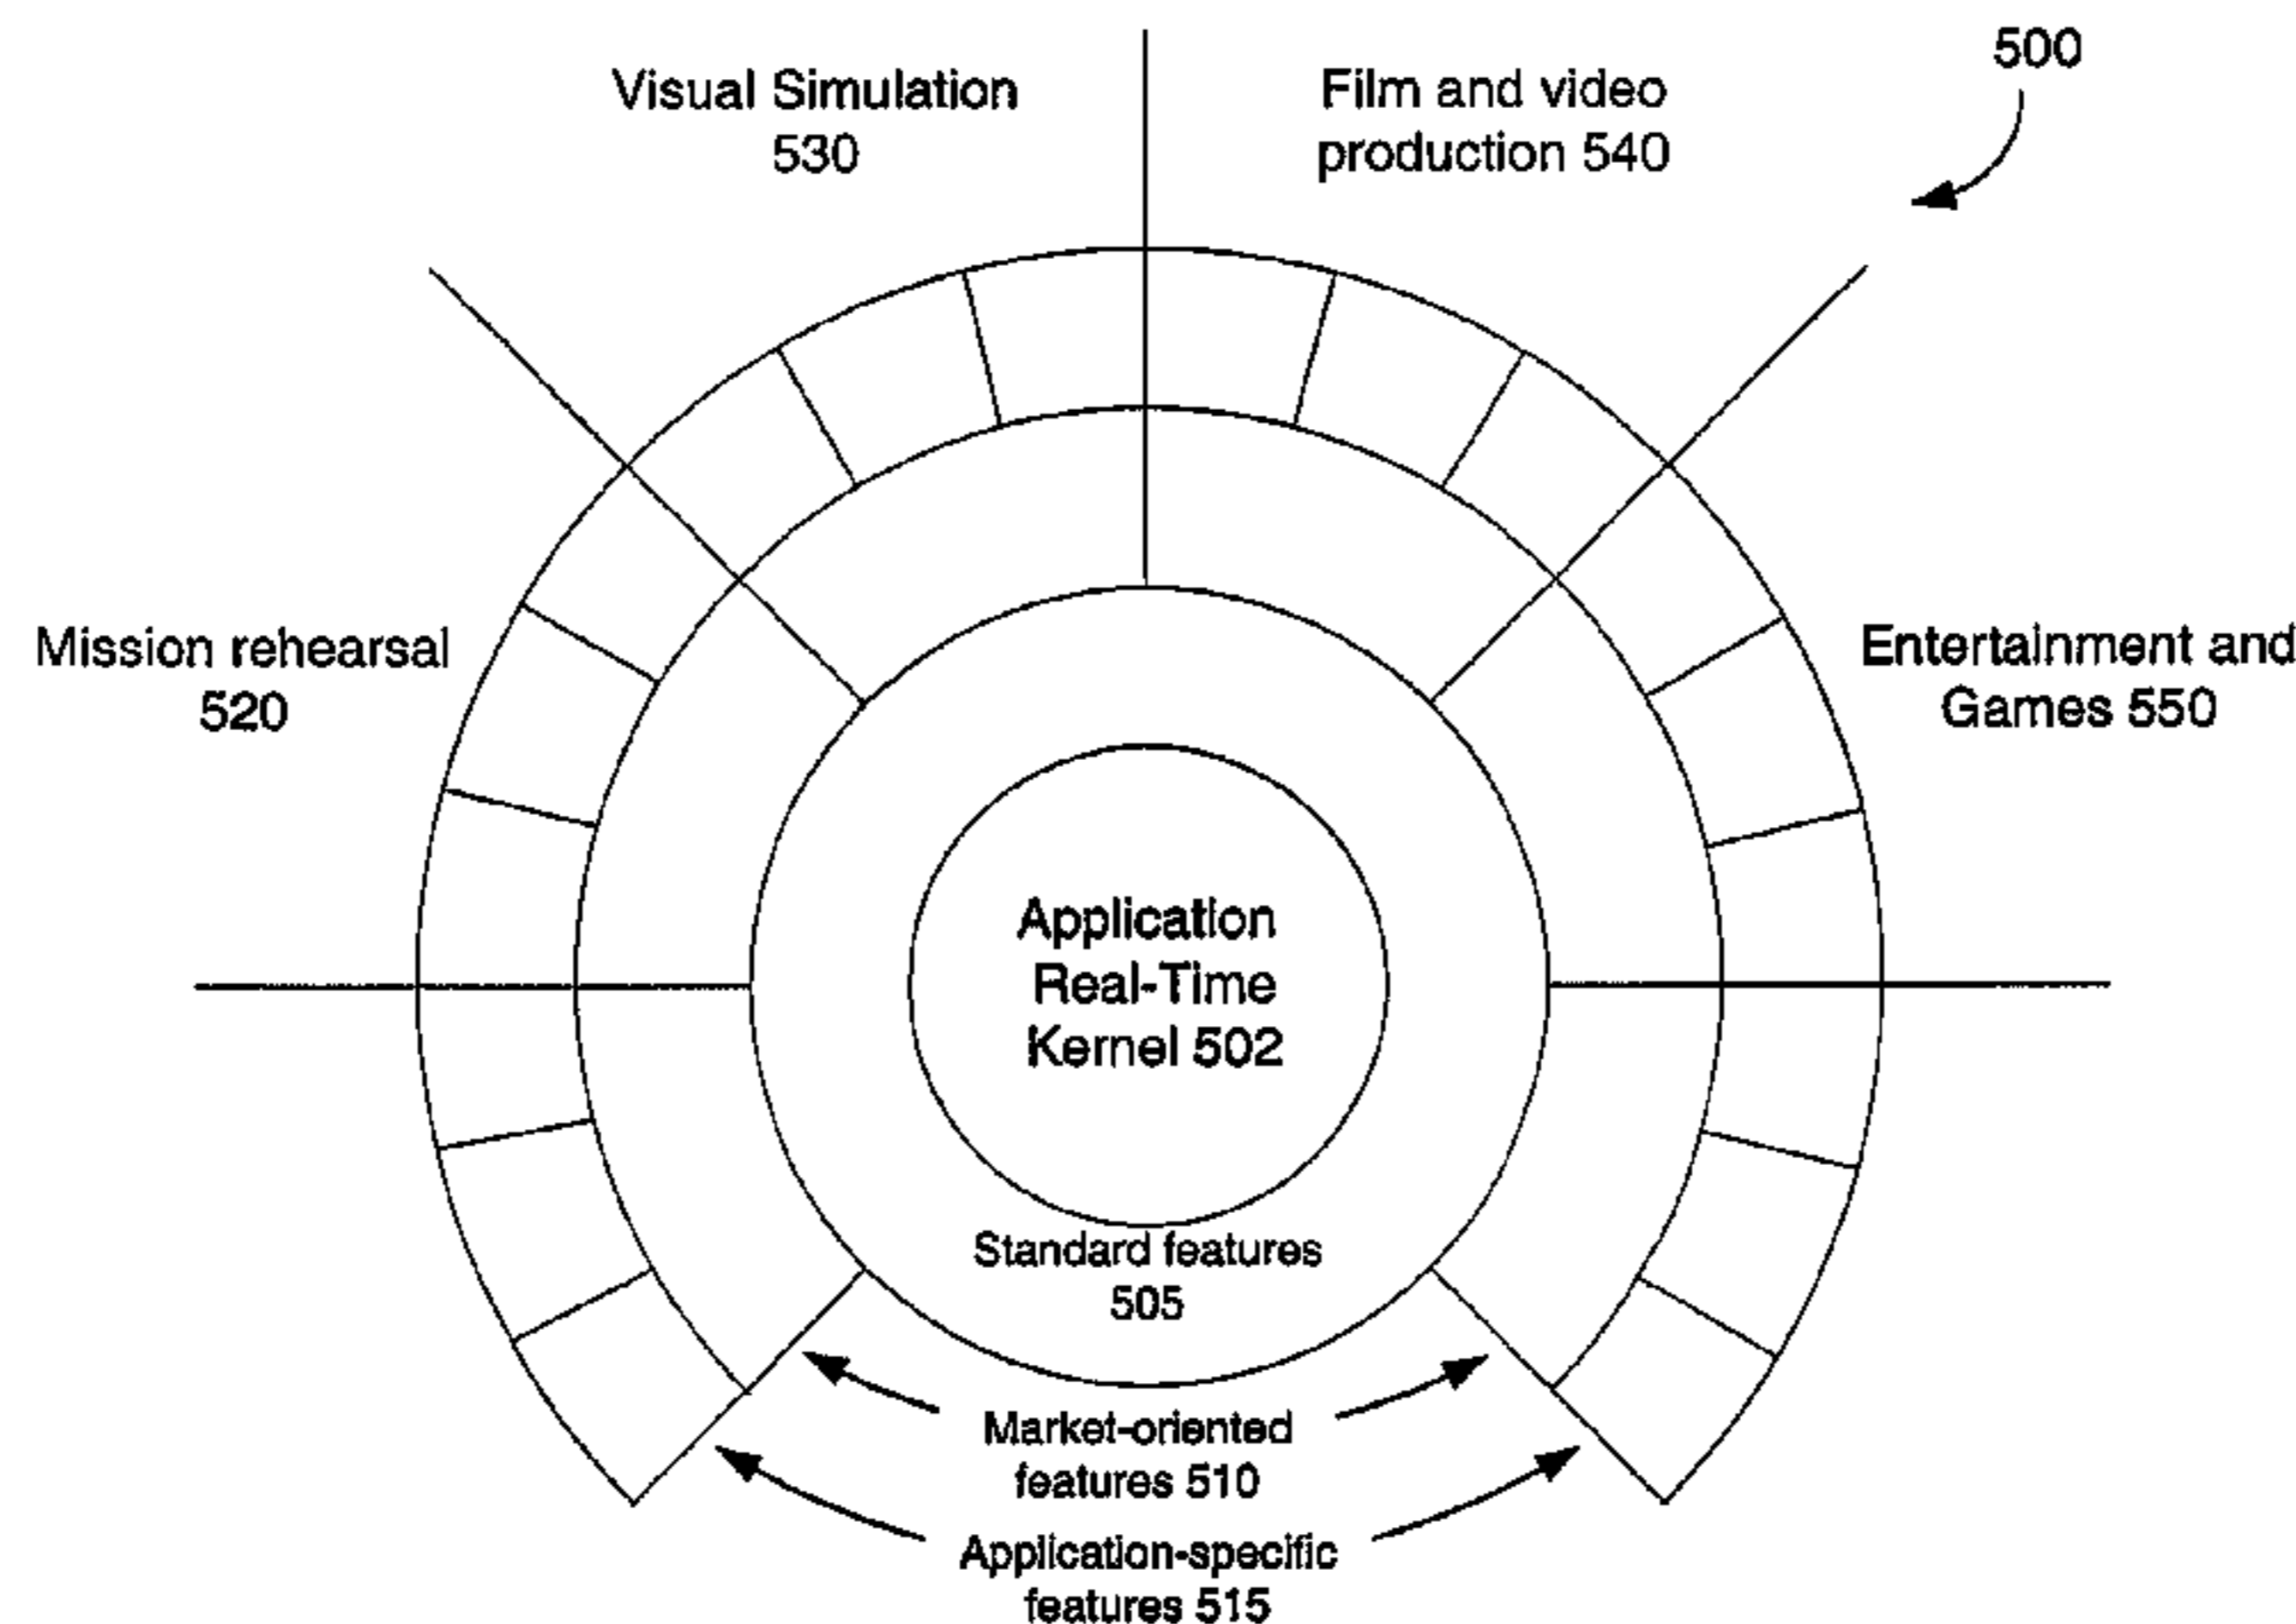 Visual Simulation
530
Film and video
production 540
500
Mission rehearsal
520
Entertainment and
Games 550
Application
Real-Time
Kernel 502
Standard features
505
Market-oriented
features 510
Application-specific
features 515